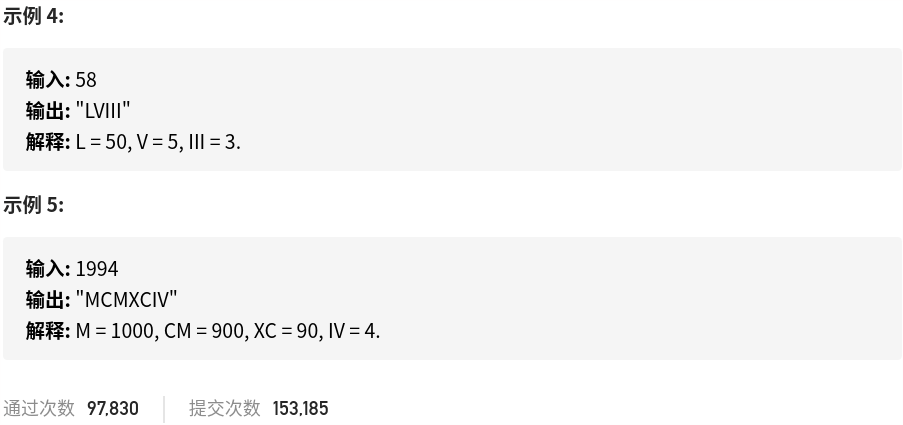 示例 4:
输入: 58
输出: "LVIII"
解释: L = 50, V = 5, III = 3.
示例 5:
输入: 1994
输出: "MCMXCIV"
解释: M = 1000, CM = 900, XC = 90, IV = 4.
通过次数 97,830 提交次数 153,185